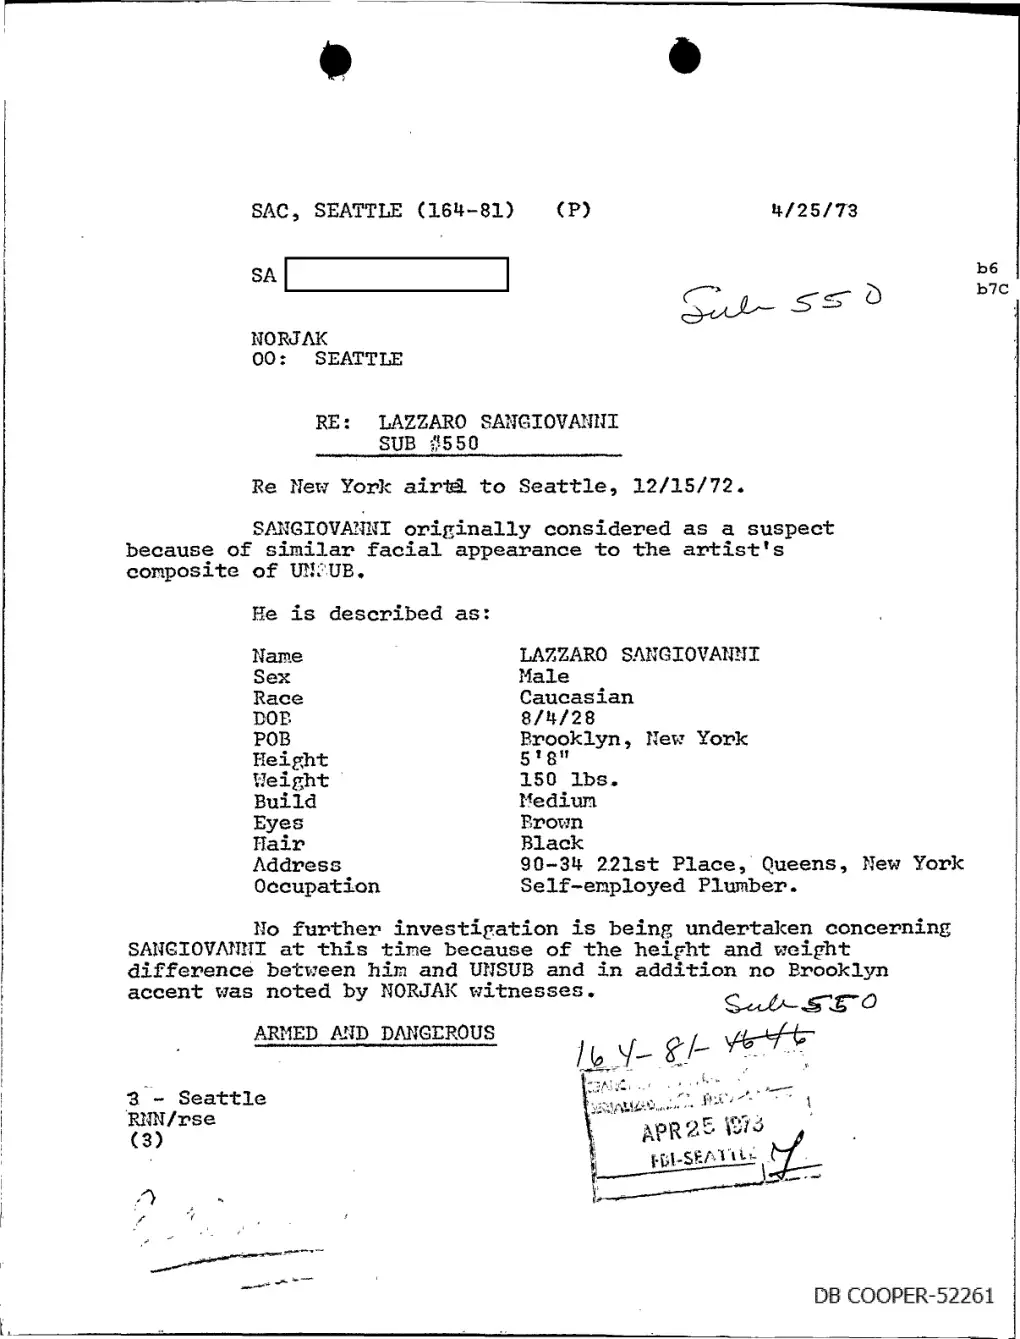 SAC, SEATTLE (164-81) (P) 4/25/73
SA
b6
b7C
Sub 550
NORJAK
OO: SEATTLE
RE: LAZZARO SANGIOVANNI
SUB #550
Re New York airtel to Seattle, 12/15/72.
SANGIOVANNI originally considered as a suspect
because of similar facial appearance to the artist's
composite of UNSUB.
He is described as:
Name LAZZARO SANGIOVANNI
Sex Male
Race Caucasian
DOB 8/4/28
POB Brooklyn, New York
Height 5'8"
Weight 150 lbs.
Build Medium
Eyes Brown
Hair Black
Address 90-34 221st Place, Queens, New York
Occupation Self-employed Plumber.
No further investigation is being undertaken concerning
SANGIOVANNI at this time because of the height and weight
difference between him and UNSUB and in addition no Brooklyn
accent was noted by NORJAK witnesses.
Sub 550
ARMED AND DANGEROUS
164-81-4646
3 - Seattle
RNN/rse
(3)
APR 25 1973
FBI-SEATTLE
DB COOPER-52261